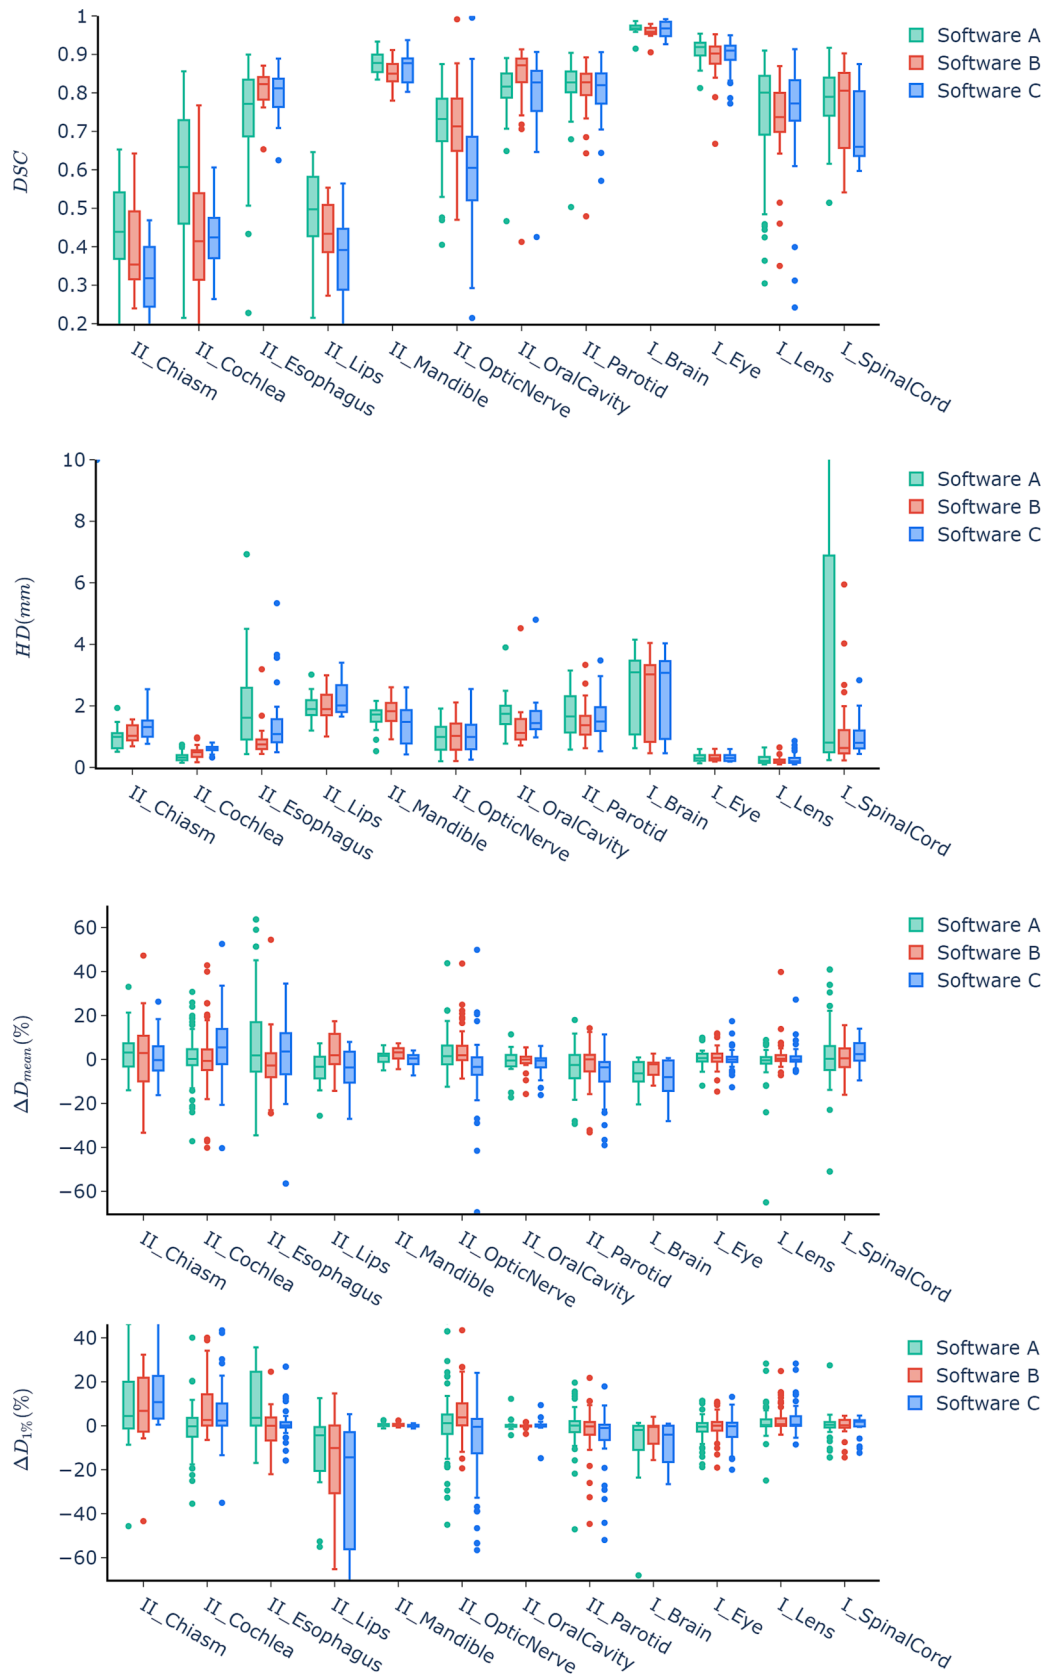 1
0.9
0.8
0.7
0.6
0.5
0.4
0.3
0.2
DSC
II_Chiasm
II_Cochlea
II_Esophagus
II_Lips
II_Mandible
II_OpticNerve
II_OralCavity
II_Parotid
I_Brain
I_Eye
I_Lens
I_SpinalCord
Software A
Software B
Software C
10
8
6
4
2
0
HD(mm)
II_Chiasm
II_Cochlea
II_Esophagus
II_Lips
II_Mandible
II_OpticNerve
II_OralCavity
II_Parotid
I_Brain
I_Eye
I_Lens
I_SpinalCord
Software A
Software B
Software C
60
40
20
0
−20
−40
−60
ΔD_{mean}(%)
II_Chiasm
II_Cochlea
II_Esophagus
II_Lips
II_Mandible
II_OpticNerve
II_OralCavity
II_Parotid
I_Brain
I_Eye
I_Lens
I_SpinalCord
Software A
Software B
Software C
40
20
0
−20
−40
−60
ΔD_{1%}(%)
II_Chiasm
II_Cochlea
II_Esophagus
II_Lips
II_Mandible
II_OpticNerve
II_OralCavity
II_Parotid
I_Brain
I_Eye
I_Lens
I_SpinalCord
Software A
Software B
Software C